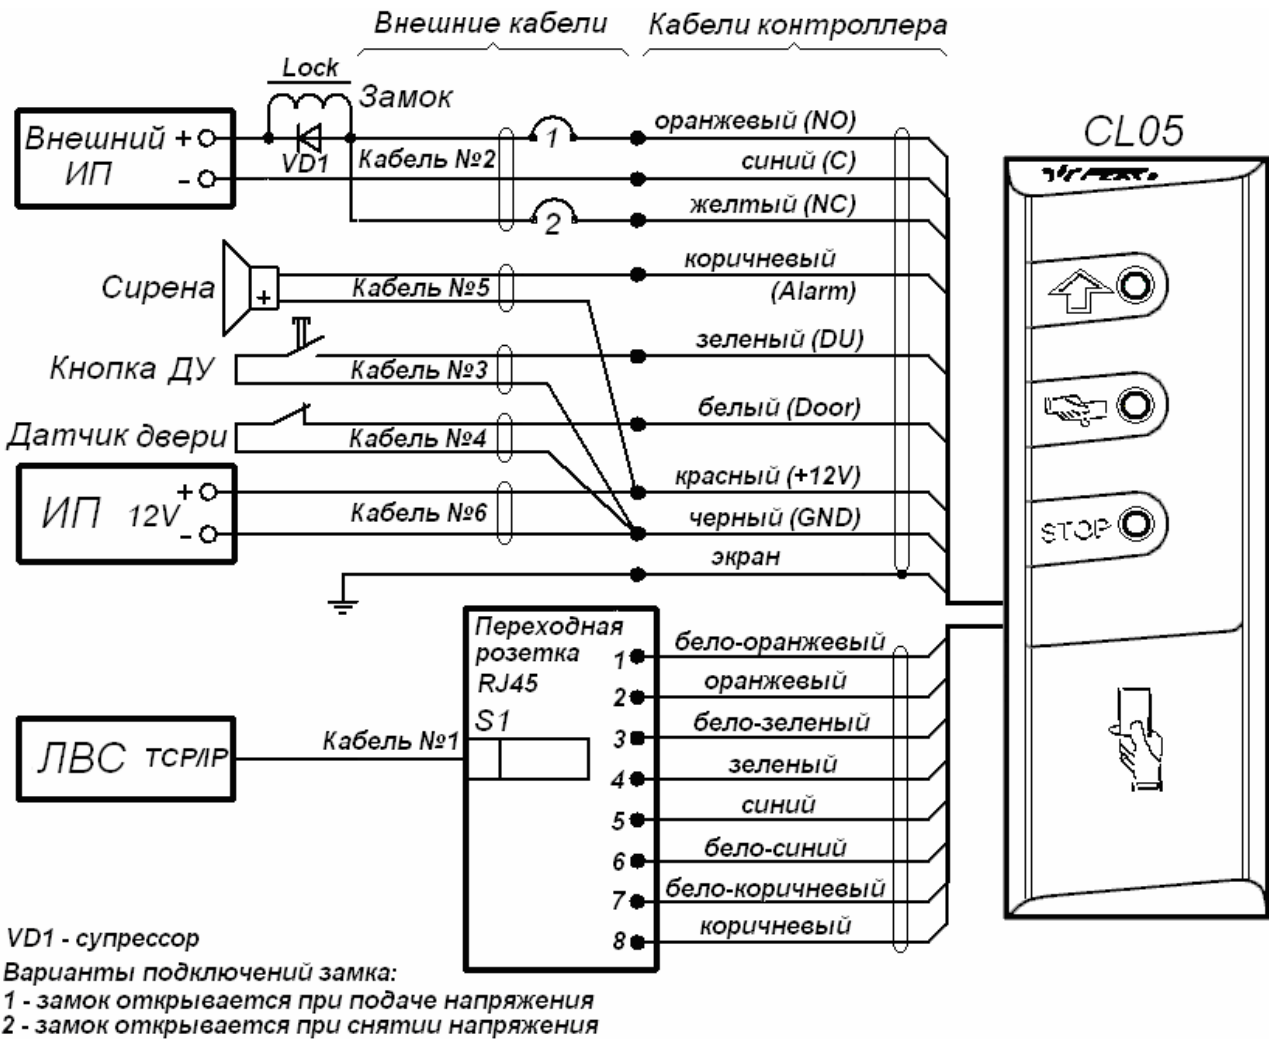 Внешние кабели
Кабели контроллера
Lock
Замок
Внешний
ИП
+
-
VD1
Кабель №2
1
2
оранжевый (NO)
синий (C)
желтый (NC)
CL05
Сирена
+
Кабель №5
коричневый
(Alarm)
Кнопка ДУ
Кабель №3
зеленый (DU)
Датчик двери
Кабель №4
белый (Door)
ИП 12V
+
-
Кабель №6
красный (+12V)
черный (GND)
экран
STOP
Переходная
розетка
RJ45
S1
ЛВС TCP/IP
Кабель №1
1 бело-оранжевый
2 оранжевый
3 бело-зеленый
4 зеленый
5 синий
6 бело-синий
7 бело-коричневый
8 коричневый
VD1 - супрессор
Варианты подключений замка:
1 - замок открывается при подаче напряжения
2 - замок открывается при снятии напряжения